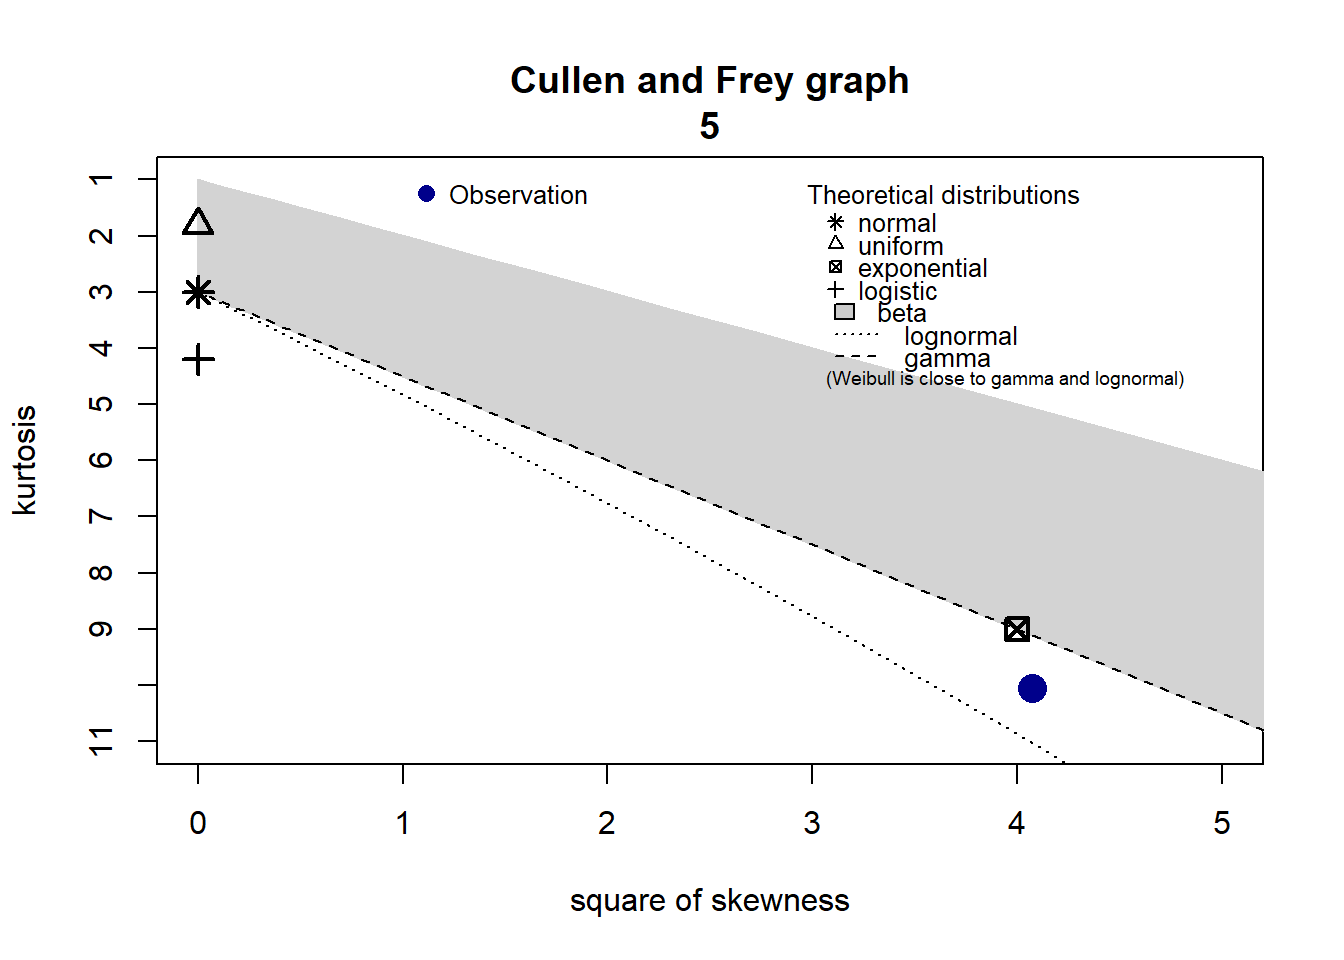 Cullen and Frey graph
5
Observation
Theoretical distributions
normal
uniform
exponential
logistic
beta
lognormal
gamma
(Weibull is close to gamma and lognormal)
kurtosis
1
2
3
4
5
6
7
8
9
11
0 1 2 3 4 5
square of skewness